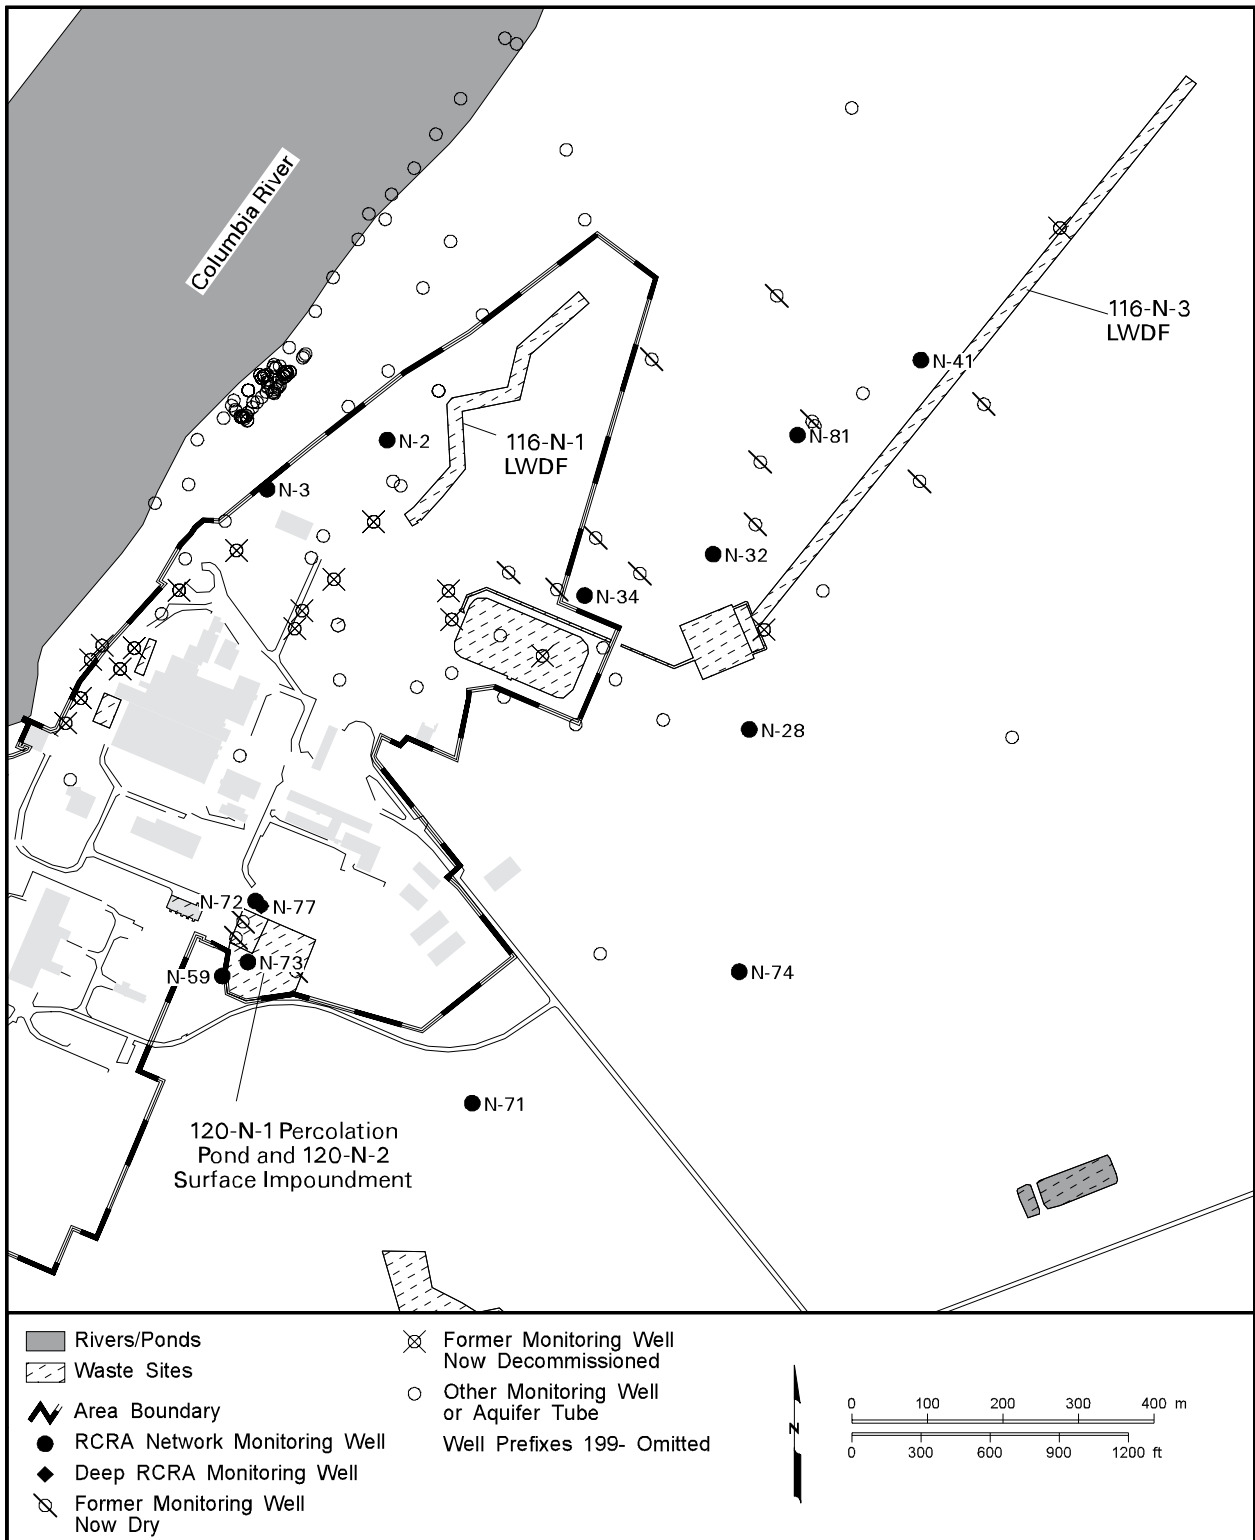 Columbia River
116-N-3
LWDF
N-41
N-81
N-2
116-N-1
LWDF
N-3
N-32
N-34
N-28
N-72
N-77
N-73
N-59
N-74
N-71
120-N-1 Percolation
Pond and 120-N-2
Surface Impoundment
Rivers/Ponds
Waste Sites
Area Boundary
RCRA Network Monitoring Well
Deep RCRA Monitoring Well
Former Monitoring Well
Now Dry
Former Monitoring Well
Now Decommissioned
Other Monitoring Well
or Aquifer Tube
Well Prefixes 199- Omitted
N
0 100 200 300 400 m
0 300 600 900 1200 ft